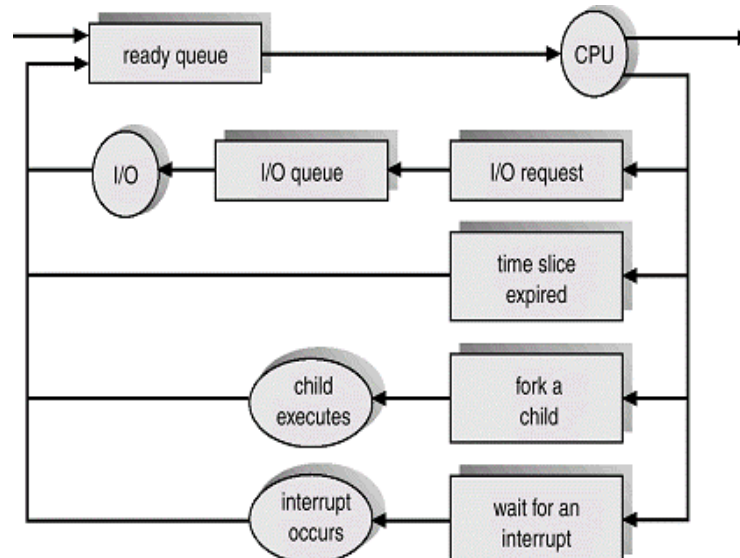 ready queue
CPU
I/O
I/O queue
I/O request
time slice
expired
child
executes
fork a
child
interrupt
occurs
wait for an
interrupt